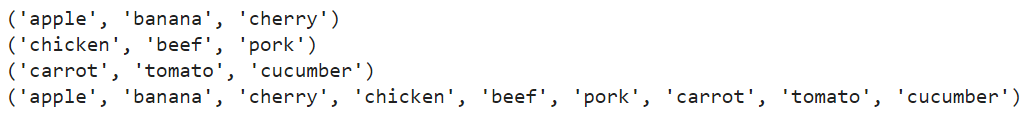 ('apple', 'banana', 'cherry')
('chicken', 'beef', 'pork')
('carrot', 'tomato', 'cucumber')
('apple', 'banana', 'cherry', 'chicken', 'beef', 'pork', 'carrot', 'tomato', 'cucumber')